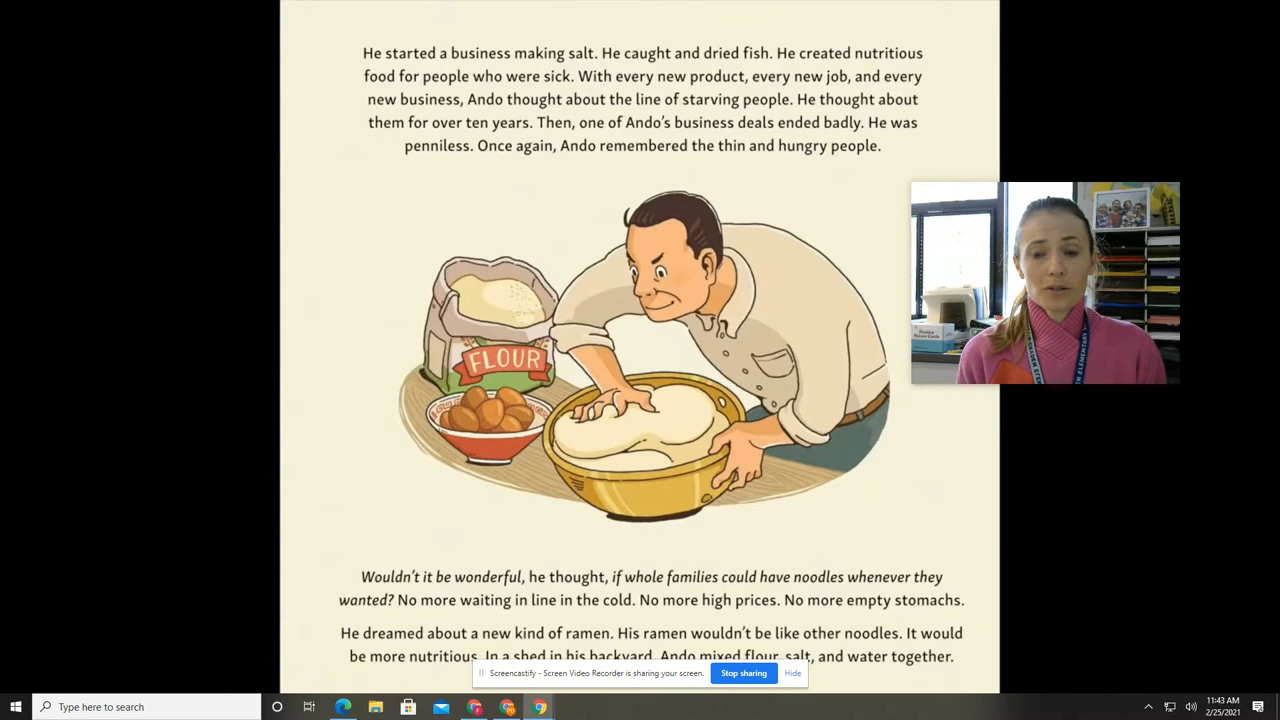 He started a business making salt. He caught and dried fish. He created nutritious
food for people who were sick. With every new product, every new job, and every
new business, Ando thought about the line of starving people. He thought about
them for over ten years. Then, one of Ando's business deals ended badly. He was
penniless. Once again, Ando remembered the thin and hungry people.
FLOUR
Wouldn't it be wonderful, he thought, if whole families could have noodles whenever they
wanted? No more waiting in line in the cold. No more high prices. No more empty stomachs.
He dreamed about a new kind of ramen. His ramen wouldn't be like other noodles. It would
be more nutritious. In a shed in his backyard, Ando mixed flour, salt, and water together.
Screencastify - Screen Video Recorder is sharing your screen.
Stop sharing
Hide
Type here to search
11:43 AM
2/25/2021